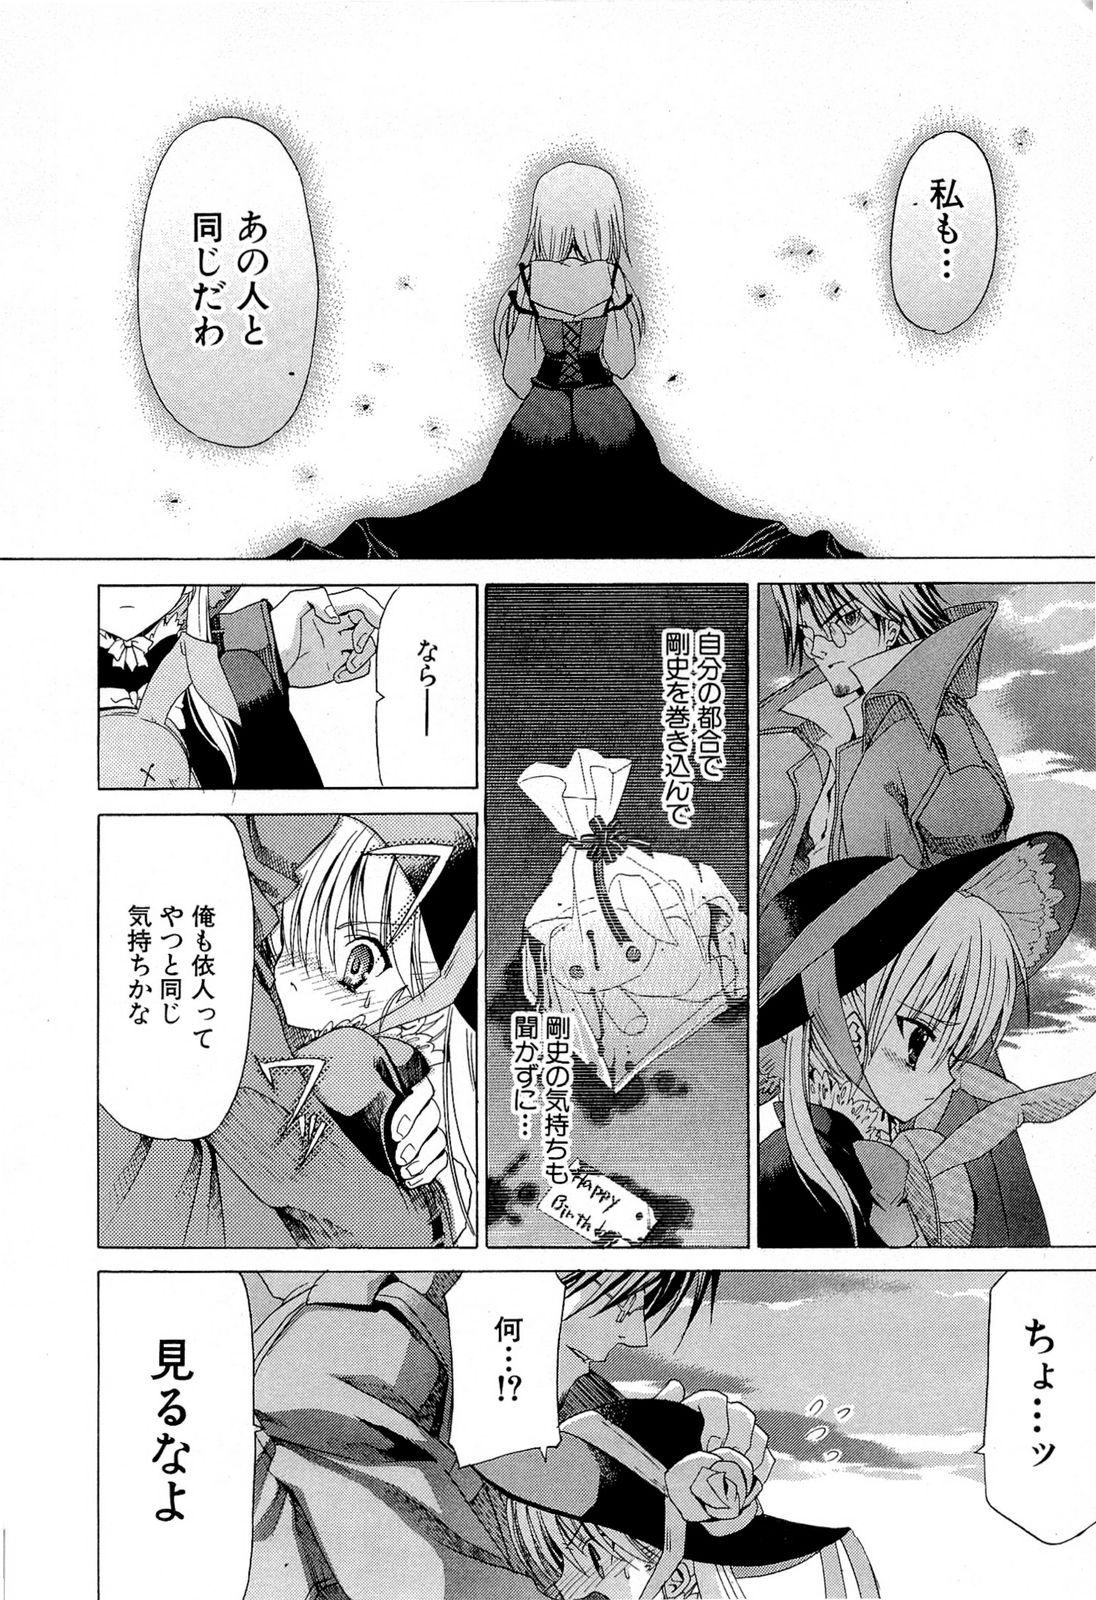 私も…
あの人と
同じだわ
自分の都合で
剛史を巻き込んで
剛史の気持ちも
聞かずに…
Happy
Birthd
なら──
俺も依人って
やつと同じ
気持ちかな
ワ
ちょ…ッ
何…!?
見るなよ